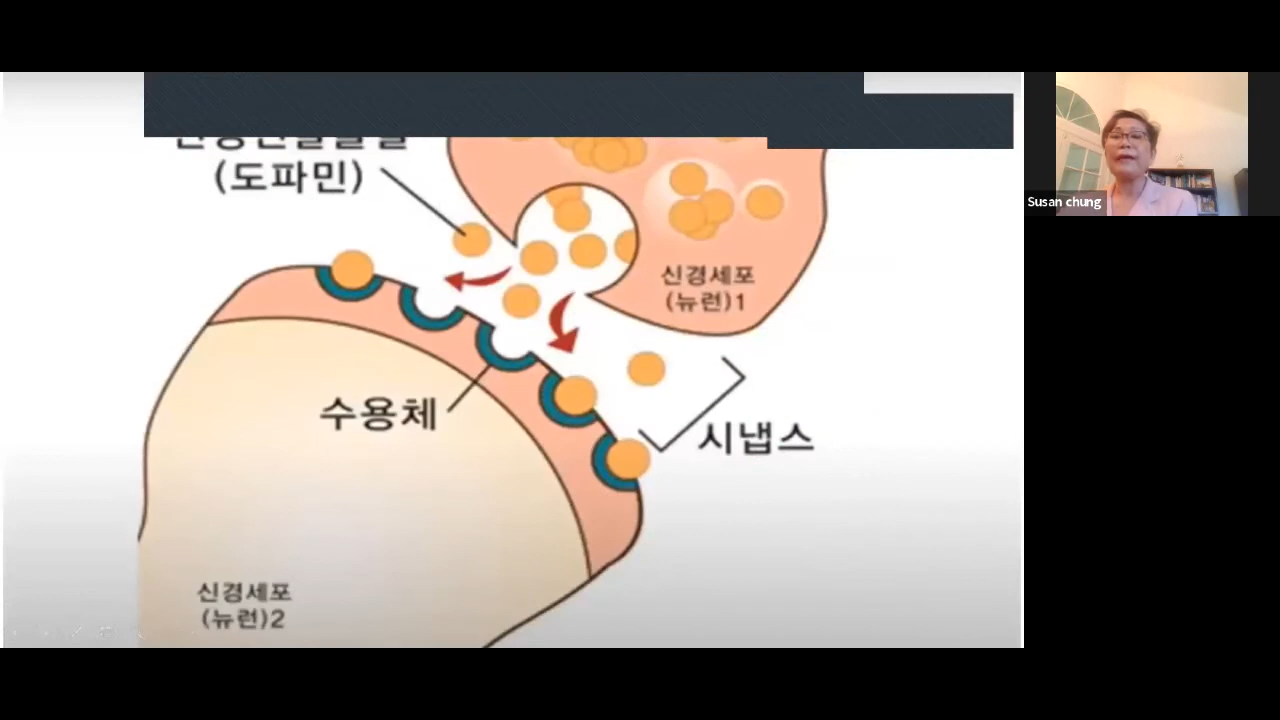 (도파민)
신경세포
(뉴런)1
수용체
시냅스
신경세포
(뉴런)2
Susan chung